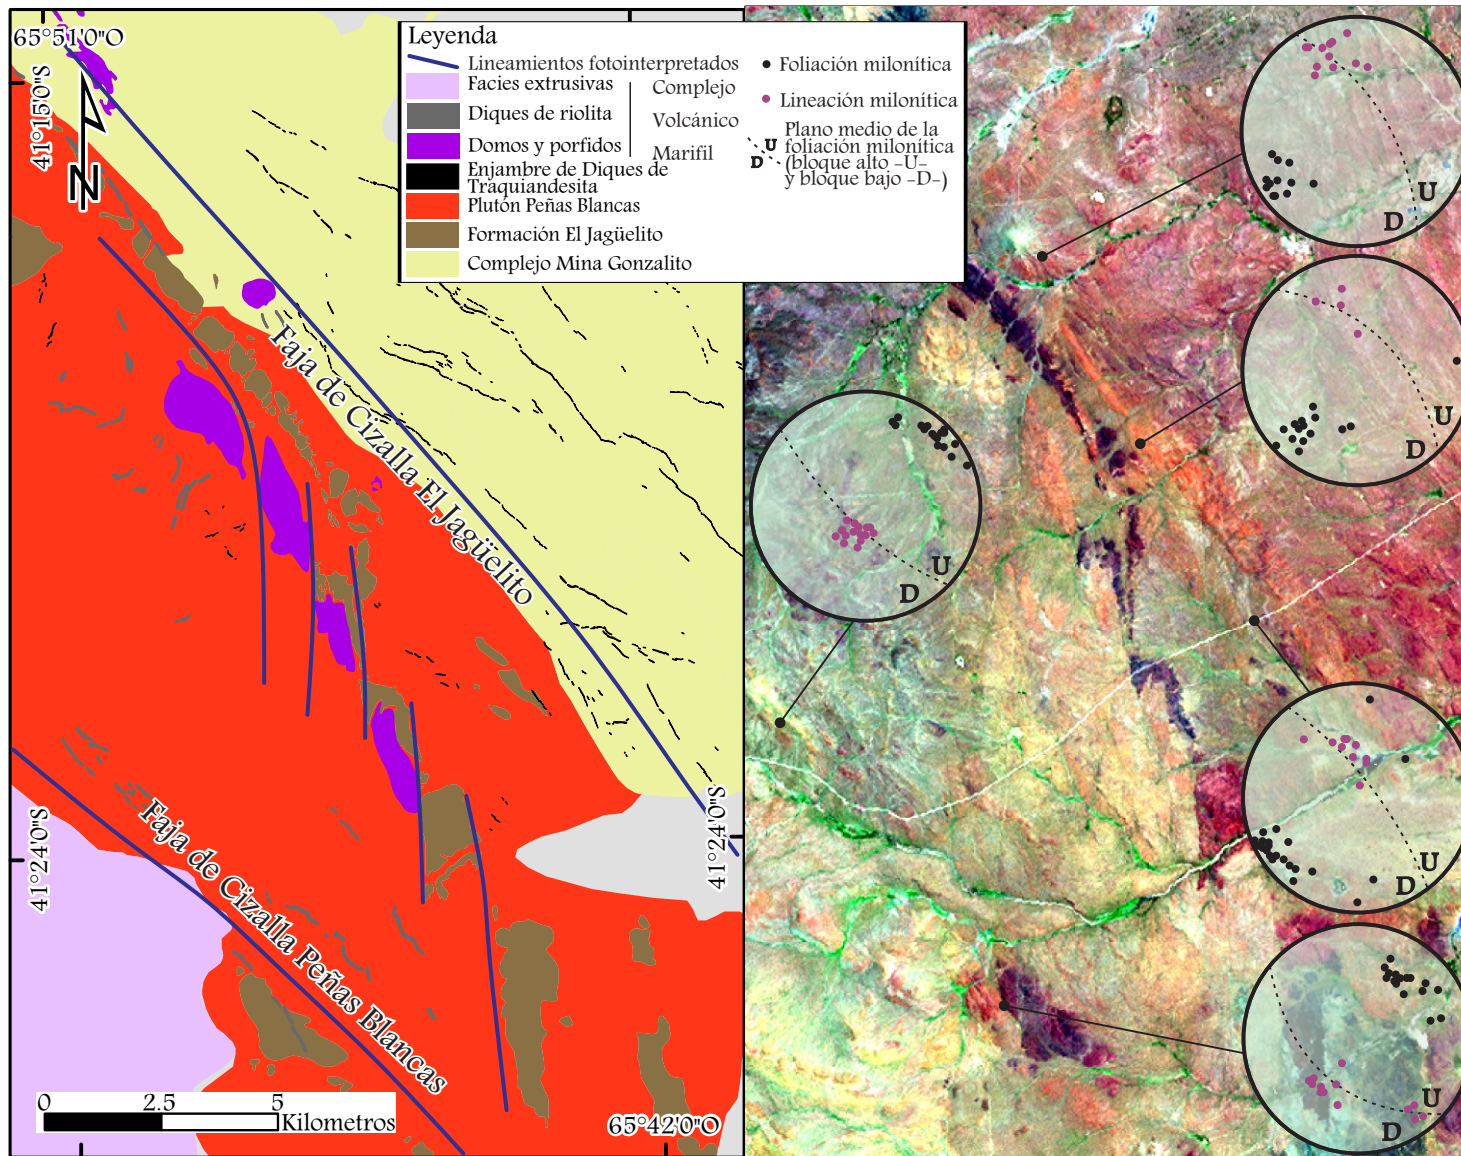 65°51'0"O
41°15'0"S
N
Leyenda
Lineamientos fotointerpretados
Facies extrusivas
Diques de riolita
Domos y porfidos
Complejo
Volcánico
Marifil
Enjambre de Diques de
Traquiandesita
Plutón Peñas Blancas
Formación El Jagüelito
Complejo Mina Gonzalito
Foliación milonítica
Lineación milonítica
U
D
Plano medio de la
foliación milonítica
(bloque alto -U-
y bloque bajo -D-)
Faja de Cizalla El Jagüelito
Faja de Cizalla Peñas Blancas
41°24'0"S
41°24'0"S
0 2.5 5
Kilometros
65°42'0"O
U
D
U
D
U
D
U
D
U
D